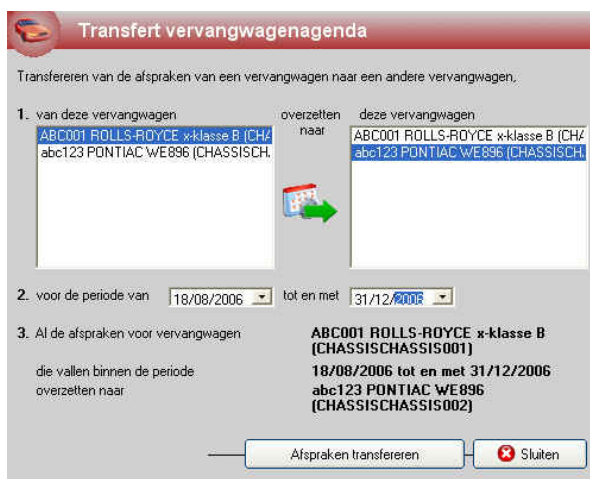 Transfert vervangwagenagenda
Transfereren van de afspraken van een vervangwagen naar een andere vervangwagen.
1. van deze vervangwagen
overzetten
naar
deze vervangwagen
ABC001 ROLLS-ROYCE x-klasse B (CHA
abc123 PONTIAC WE896 (CHASSISCH.
ABC001 ROLLS-ROYCE x-klasse B (CHA
abc123 PONTIAC WE896 (CHASSISCH.
2. voor de periode van 18/08/2006 tot en met 31/12/2006
3. Al de afspraken voor vervangwagen ABC001 ROLLS-ROYCE x-klasse B
(CHASSISCHASSIS001)
die vallen binnen de periode 18/08/2006 tot en met 31/12/2006
overzetten naar abc123 PONTIAC WE896
(CHASSISCHASSIS002)
Afspraken transfereren
Sluiten